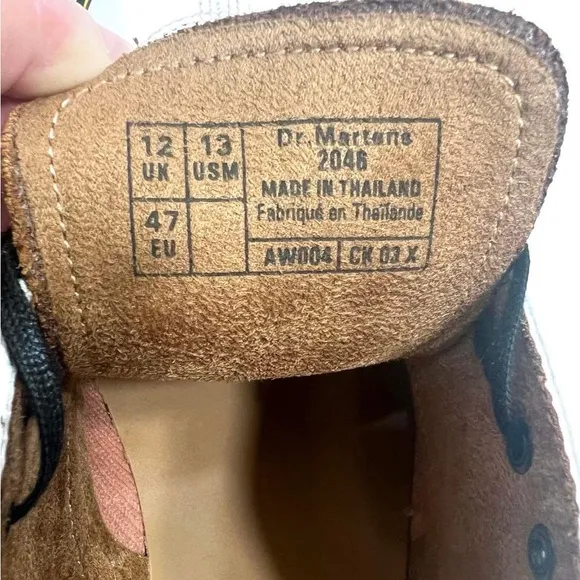 12 UK
13 USM
47 EU
Dr. Martens
2046
MADE IN THAILAND
Fabriqué en Thaïlande
AW004
CK 03 X